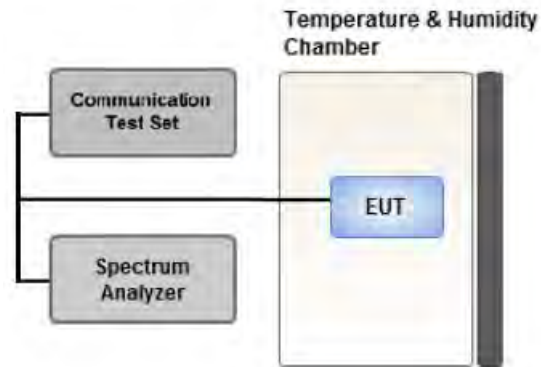 Temperature & Humidity
Chamber
Communication
Test Set
EUT
Spectrum
Analyzer